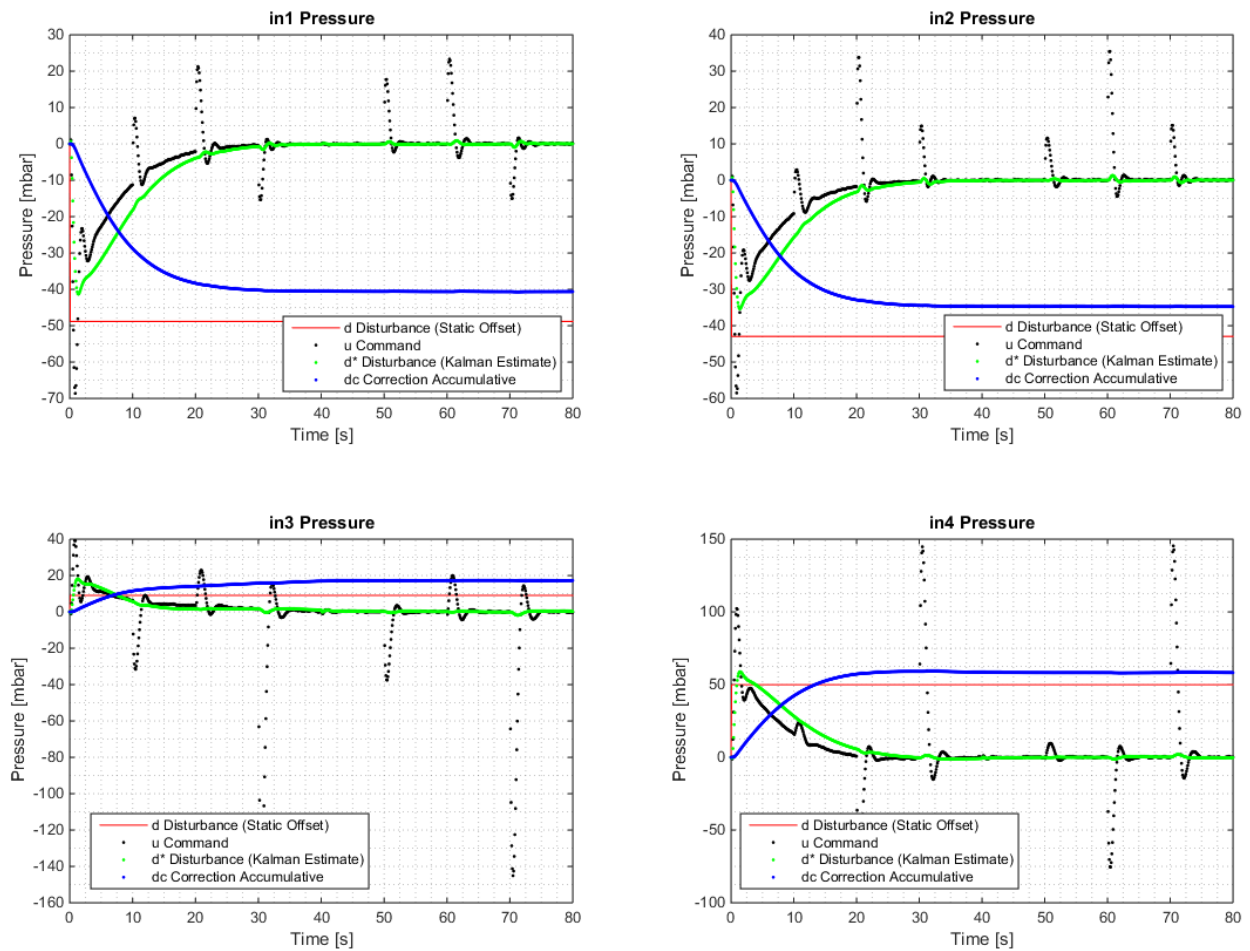 in1 Pressure
30
20
10
0
-10
-20
-30
-40
-50
-60
-70
Pressure [mbar]
d Disturbance (Static Offset)
u Command
d* Disturbance (Kalman Estimate)
dc Correction Accumulative
0 10 20 30 40 50 60 70 80
Time [s]
in2 Pressure
40
30
20
10
0
-10
-20
-30
-40
-50
-60
Pressure [mbar]
d Disturbance (Static Offset)
u Command
d* Disturbance (Kalman Estimate)
dc Correction Accumulative
0 10 20 30 40 50 60 70 80
Time [s]
in3 Pressure
40
20
0
-20
-40
-60
-80
-100
-120
-140
-160
Pressure [mbar]
d Disturbance (Static Offset)
u Command
d* Disturbance (Kalman Estimate)
dc Correction Accumulative
0 10 20 30 40 50 60 70 80
Time [s]
in4 Pressure
150
100
50
0
-50
-100
Pressure [mbar]
d Disturbance (Static Offset)
u Command
d* Disturbance (Kalman Estimate)
dc Correction Accumulative
0 10 20 30 40 50 60 70 80
Time [s]